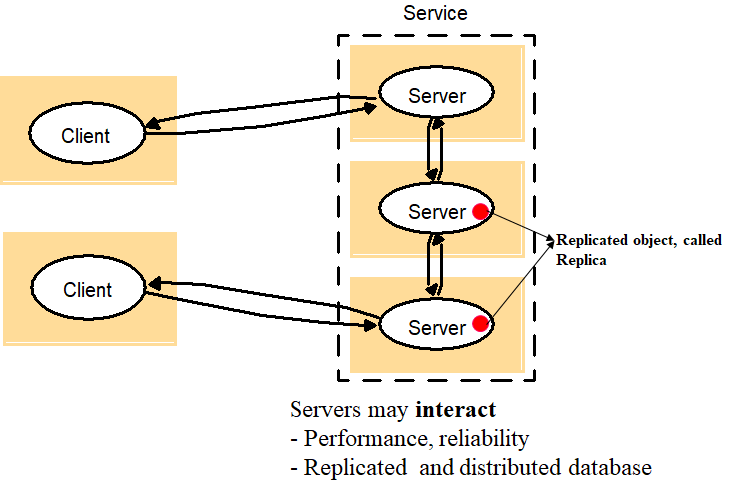 Service
Server
Client
Server
Replicated object, called
Replica
Client
Server
Servers may interact
- Performance, reliability
- Replicated and distributed database